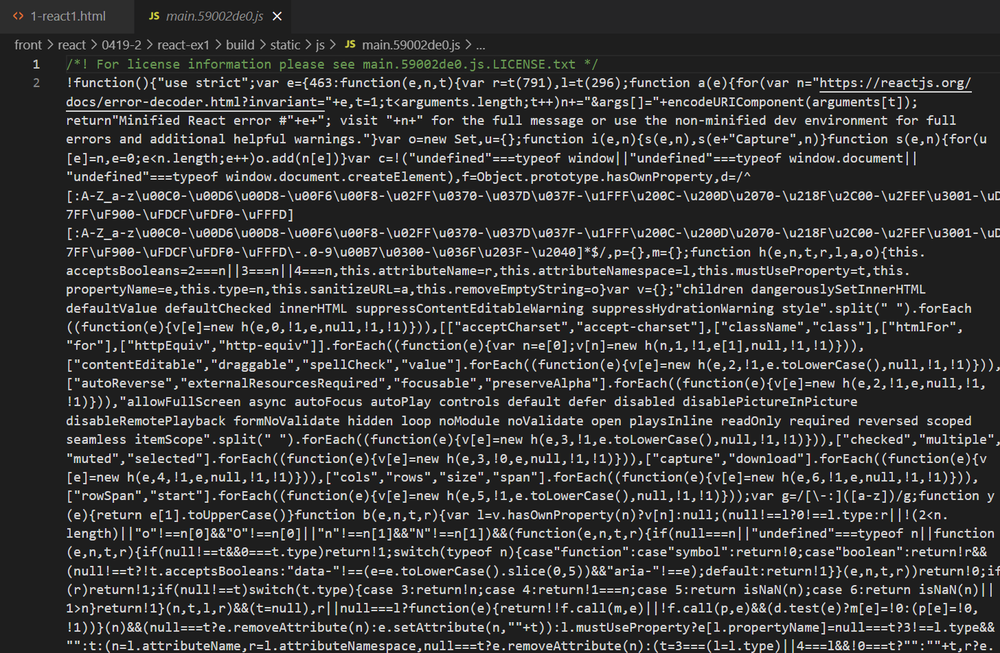 <> 1-react1.html JS main.59002de0.js ×
front > react > 0419-2 > react-ex1 > build > static > js > JS main.59002de0.js > ...
1 /*! For license information please see main.59002de0.js.LICENSE.txt */
2 !function(){"use strict";var e={463:function(e,n,t){var r=t(791),l=t(296);function a(e){for(var n="https://reactjs.org/
docs/error-decoder.html?invariant="+e,t=1;t<arguments.length;t++)n+="&args[]="+encodeURIComponent(arguments[t]);
return"Minified React error #"+e+"; visit "+n+" for the full message or use the non-minified dev environment for full
errors and additional helpful warnings."}var o=new Set,u={};function i(e,n){s(e,n),s(e+"Capture",n)}function s(e,n){for(u
[e]=n,e=0;e<n.length;e++)o.add(n[e])}var c=!("undefined"===typeof window||"undefined"===typeof window.document||
"undefined"===typeof window.document.createElement),f=Object.prototype.hasOwnProperty,d=/^
[:A-Z_a-z\u00C0-\u00D6\u00D8-\u00F6\u00F8-\u02FF\u0370-\u037D\u037F-\u1FFF\u200C-\u200D\u2070-\u218F\u2C00-\u2FEF\u3001-\uD
7FF\uF900-\uFDCF\uFDF0-\uFFFD]
[:A-Z_a-z\u00C0-\u00D6\u00D8-\u00F6\u00F8-\u02FF\u0370-\u037D\u037F-\u1FFF\u200C-\u200D\u2070-\u218F\u2C00-\u2FEF\u3001-\uD
7FF\uF900-\uFDCF\uFDF0-\uFFFD\-.0-9\u00B7\u0300-\u036F\u203F-\u2040]*$/,p={},m={};function h(e,n,t,r,l,a,o){this.
acceptsBooleans=2===n||3===n||4===n,this.attributeName=r,this.attributeNamespace=l,this.mustUseProperty=t,this.
propertyName=e,this.type=n,this.sanitizeURL=a,this.removeEmptyString=o}var v={};"children dangerouslySetInnerHTML
defaultValue defaultChecked innerHTML suppressContentEditableWarning suppressHydrationWarning style".split(" ").forEach
((function(e){v[e]=new h(e,0,!1,e,null,!1,!1)})),[["acceptCharset","accept-charset"],["className","class"],["htmlFor",
"for"],["httpEquiv","http-equiv"]].forEach((function(e){var n=e[0];v[n]=new h(n,1,!1,e[1],null,!1,!1)})),
["contentEditable","draggable","spellCheck","value"].forEach((function(e){v[e]=new h(e,2,!1,e.toLowerCase(),null,!1,!1)})),
["autoReverse","externalResourcesRequired","focusable","preserveAlpha"].forEach((function(e){v[e]=new h(e,2,!1,e,null,!1,
!1)})),"allowFullScreen async autoFocus autoPlay controls default defer disabled disablePictureInPicture
disableRemotePlayback formNoValidate hidden loop noModule noValidate open playsInline readOnly required reversed scoped
seamless itemScope".split(" ").forEach((function(e){v[e]=new h(e,3,!1,e.toLowerCase(),null,!1,!1)})),["checked","multiple",
"muted","selected"].forEach((function(e){v[e]=new h(e,3,!0,e,null,!1,!1)})),["capture","download"].forEach((function(e){v
[e]=new h(e,4,!1,e,null,!1,!1)})),["cols","rows","size","span"].forEach((function(e){v[e]=new h(e,6,!1,e,null,!1,!1)})),
["rowSpan","start"].forEach((function(e){v[e]=new h(e,5,!1,e.toLowerCase(),null,!1,!1)}));var g=/[\-:]([a-z])/g;function y
(e){return e[1].toUpperCase()}function b(e,n,t,r){var l=v.hasOwnProperty(n)?v[n]:null;(null!==l?0!==l.type:r||!(2<n.
length)||"o"!==n[0]&&"O"!==n[0]||"n"!==n[1]&&"N"!==n[1])&&(function(e,n,t,r){if(null===n||"undefined"===typeof n||function
(e,n,t,r){if(null!==t&&0===t.type)return!1;switch(typeof n){case"function":case"symbol":return!0;case"boolean":return!r&&
(null!==t?!t.acceptsBooleans:"data-"!==(e=e.toLowerCase().slice(0,5))&&"aria-"!==e);default:return!1}}(e,n,t,r))return!0;if
(r)return!1;if(null!==t)switch(t.type){case 3:return!n;case 4:return!1===n;case 5:return isNaN(n);case 6:return isNaN(n)||
1>n}return!1}(n,t,l,r)&&(t=null),r||null===l?function(e){return!!f.call(m,e)||!f.call(p,e)&&(d.test(e)?m[e]=!0:(p[e]=!0,
!1))}(n)&&(null===t?e.removeAttribute(n):e.setAttribute(n,""+t)):l.mustUseProperty?e[l.propertyName]=null===t?3!==l.type&&
"":t:(n=l.attributeName,r=l.attributeNamespace,null===t?e.removeAttribute(n):(t=3===(l=l.type)||4===l&&!0===t?"":""+t,r?e.